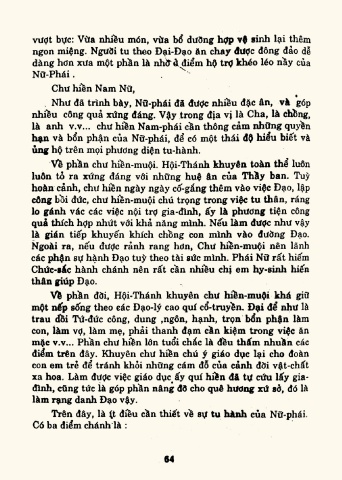 vượt bực: Vừa nhiều món, vừa bổ dưỡng hợp vệ sinh lại thêm
ngon miệng. Người tu theo Đại-Đạo ăn chay được đông đảo dễ
dàng hơn xưa một phần là nhờ ở điểm hộ trợ khéo léo nầy của
Nữ-Phái .
Chư hiền Nam Nữ,
Như đã trình bày, Nữ-phái đã được nhiều đặc ân, và góp
nhiều công quả xứng đáng. Vậy trong địa vị là Cha, là chồng,
là anh v.v... chư hiền Nam-phái cần thông cảm những quyền
hạn và bổn phận của Nữ-phái, để có một thái độ hiểu biết và
ủng hộ trên mọi phương diện tu-hành.
Về phần chư hiền-muội. Hội-Thánh khuyên toàn thể luôn
luôn tỏ ra xứng đáng với những huệ ân của Thầy ban. Tuỳ
hoàn cảnh, chư hiền ngày ngày cố-gắng thêm vào việc Đạo, lập
công bồi đức, chư hiền-muội chú trọng trong việc tu thân, ráng
lo gánh vác các việc nội trợ gia-đình, ấy là phương tiện công
quả thích hợp nhứt với khả năng mình. Nếu làm được như vậy
là gián tiếp khuyến khích chồng con mình vào đường Đạo.
Ngoài ra, nếu được rảnh rang hơn, Chư hiền-muội nên lãnh
các phận sự hành Đạo tuỳ theo tài sức mình. Phái Nữ rất hiếm
Chức-sắc hành chánh nên rất cần nhiều chị em hy-sinh hiến
thân giúp Đạo.
Về phần đời, Hội-Thánh khuyên chư hiền-muội khá giữ
một nếp sống theo các Đạo-lý cao quí cổ-truyền. Đại để như là
trau dồi Tứ-đức công, dung ,ngôn, hạnh, trọn bổn phận làm
con, làm vợ, làm mẹ, phải thanh đạm cần kiệm trong việc ăn
mặc v.v... Phần chư hiền lớn tuổi chắc là đều thấm nhuần các
điểm trên đây. Khuyên chư hiền chú ý giáo dục lại cho đoàn
con em trẻ để tránh khỏi những cám dỗ của cảnh đời vật-chất
xa hoa. Làm được việc giáo dục ấy quí hiền đã tự cứu lấy gia-
đình, cũng tức là góp phần nâng đỡ cho quê hương xứ sở, đó là
làm rạng danh Đạo vậy.
Trên đây, là ít điều cần thiết về sự tu hành của Nữ-phái.
Có ba điểm chánh là :
64